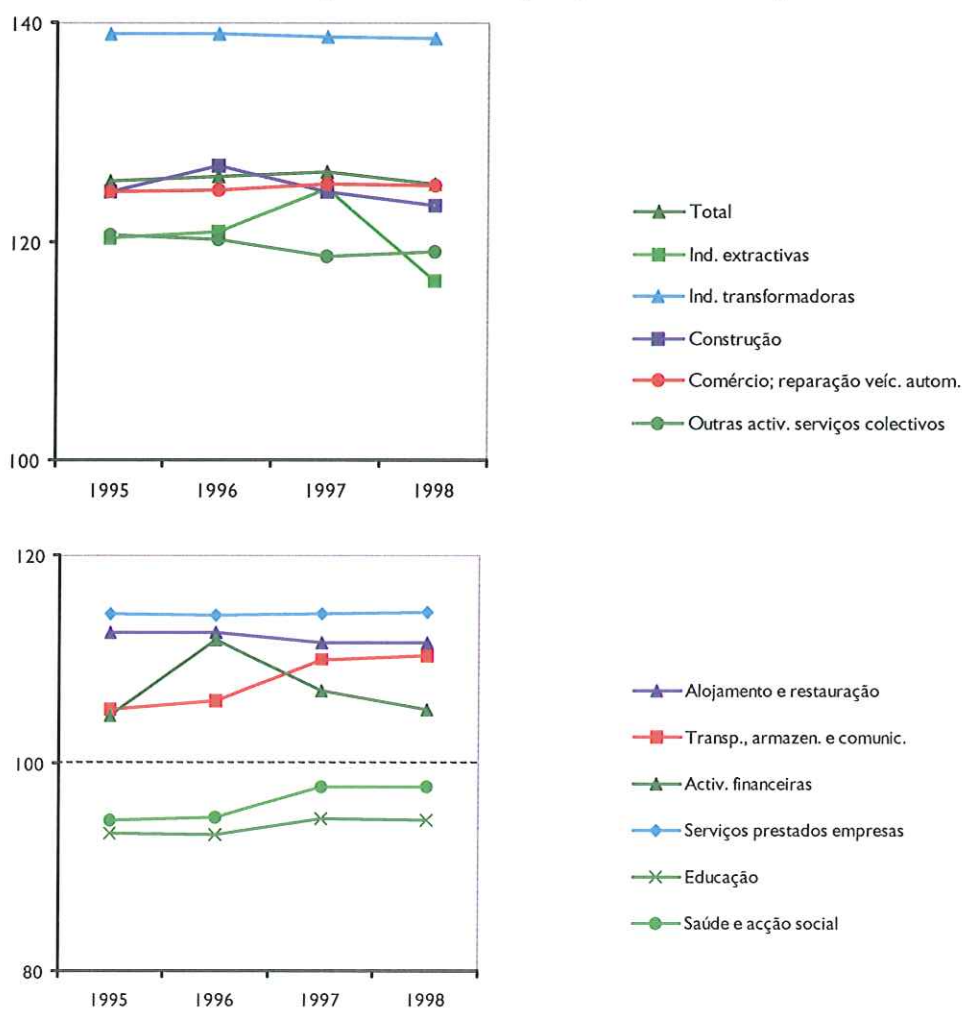 140
120
100
1995 1996 1997 1998
Total
Ind. extractivas
Ind. transformadoras
Construção
Comércio; reparação veíc. autom.
Outras activ. serviços colectivos
120
100
80
1995 1996 1997 1998
Alojamento e restauração
Transp., armazen. e comunic.
Activ. financeiras
Serviços prestados empresas
Educação
Saúde e acção social